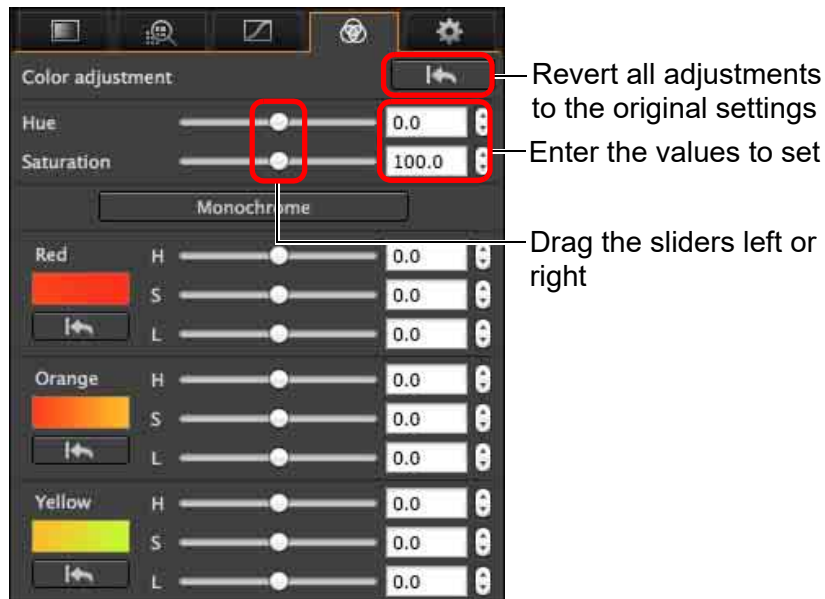 Color adjustment
Revert all adjustments
to the original settings
Hue 0.0
Enter the values to set
Saturation 100.0
Monochrome
Drag the sliders left or
right
Red H 0.0
S 0.0
L 0.0
Orange H 0.0
S 0.0
L 0.0
Yellow H 0.0
S 0.0
L 0.0